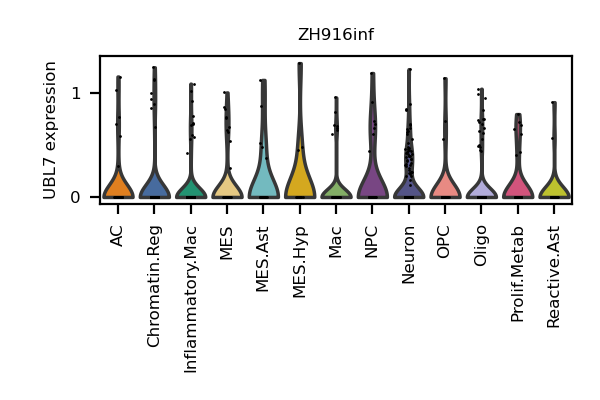 ZH916inf
UBL7 expression
1
0
AC
Chromatin.Reg
Inflammatory.Mac
MES
MES.Ast
MES.Hyp
Mac
NPC
Neuron
OPC
Oligo
Prolif.Metab
Reactive.Ast